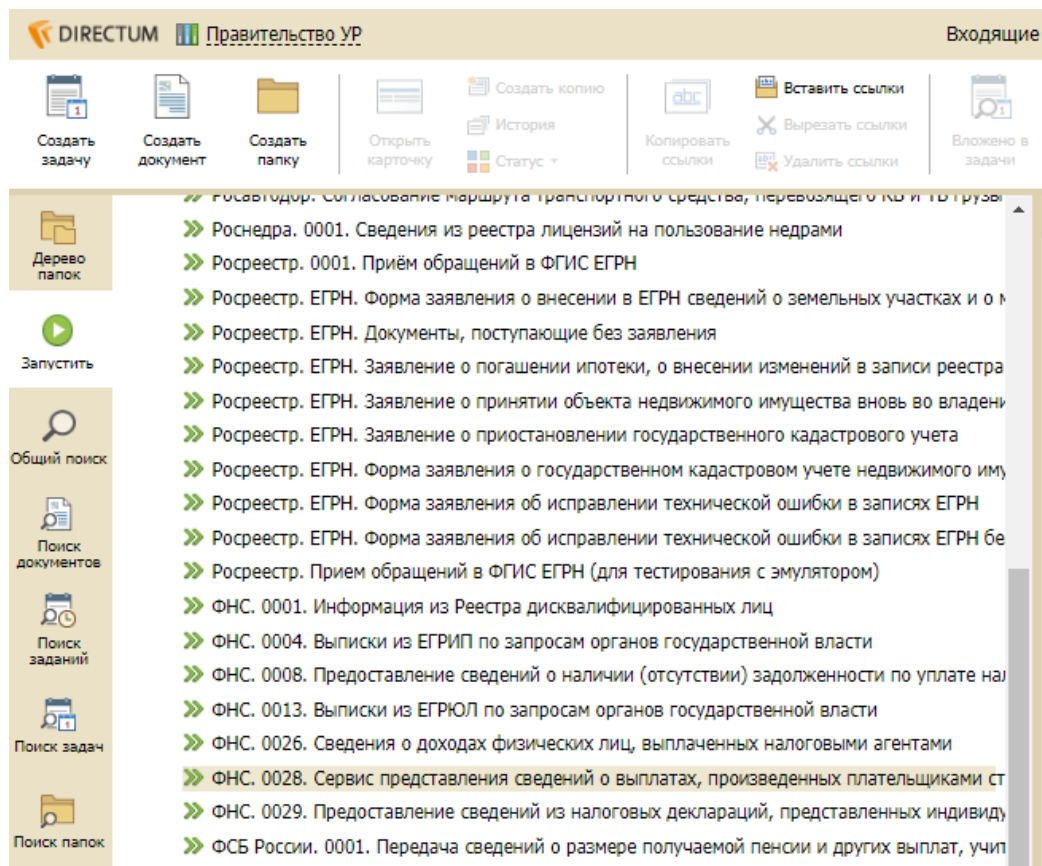 DIRECTUM Правительство УР Входящие
Создать задачу
Создать документ
Создать папку
Открыть карточку
Создать копию
История
Статус
Копировать ссылки
Вставить ссылки
Вырезать ссылки
Удалить ссылки
Вложено в задачи
Дерево папок
Запустить
Общий поиск
Поиск документов
Поиск заданий
Поиск задач
Поиск папок
Росавтодор. Согласование маршрута транспортного средства, перевозящего КБ и ТБ грузы
Роснедра. 0001. Сведения из реестра лицензий на пользование недрами
Росреестр. 0001. Приём обращений в ФГИС ЕГРН
Росреестр. ЕГРН. Форма заявления о внесении в ЕГРН сведений о земельных участках и о м
Росреестр. ЕГРН. Документы, поступающие без заявления
Росреестр. ЕГРН. Заявление о погашении ипотеки, о внесении изменений в записи реестра
Росреестр. ЕГРН. Заявление о принятии объекта недвижимого имущества вновь во владени
Росреестр. ЕГРН. Заявление о приостановлении государственного кадастрового учета
Росреестр. ЕГРН. Форма заявления о государственном кадастровом учете недвижимого иму
Росреестр. ЕГРН. Форма заявления об исправлении технической ошибки в записях ЕГРН
Росреестр. ЕГРН. Форма заявления об исправлении технической ошибки в записях ЕГРН бе
Росреестр. Прием обращений в ФГИС ЕГРН (для тестирования с эмулятором)
ФНС. 0001. Информация из Реестра дисквалифицированных лиц
ФНС. 0004. Выписки из ЕГРИП по запросам органов государственной власти
ФНС. 0008. Предоставление сведений о наличии (отсутствии) задолженности по уплате нал
ФНС. 0013. Выписки из ЕГРЮЛ по запросам органов государственной власти
ФНС. 0026. Сведения о доходах физических лиц, выплаченных налоговыми агентами
ФНС. 0028. Сервис представления сведений о выплатах, произведенных плательщиками ст
ФНС. 0029. Предоставление сведений из налоговых деклараций, представленных индивиду
ФСБ России. 0001. Передача сведений о размере получаемой пенсии и других выплат, учит